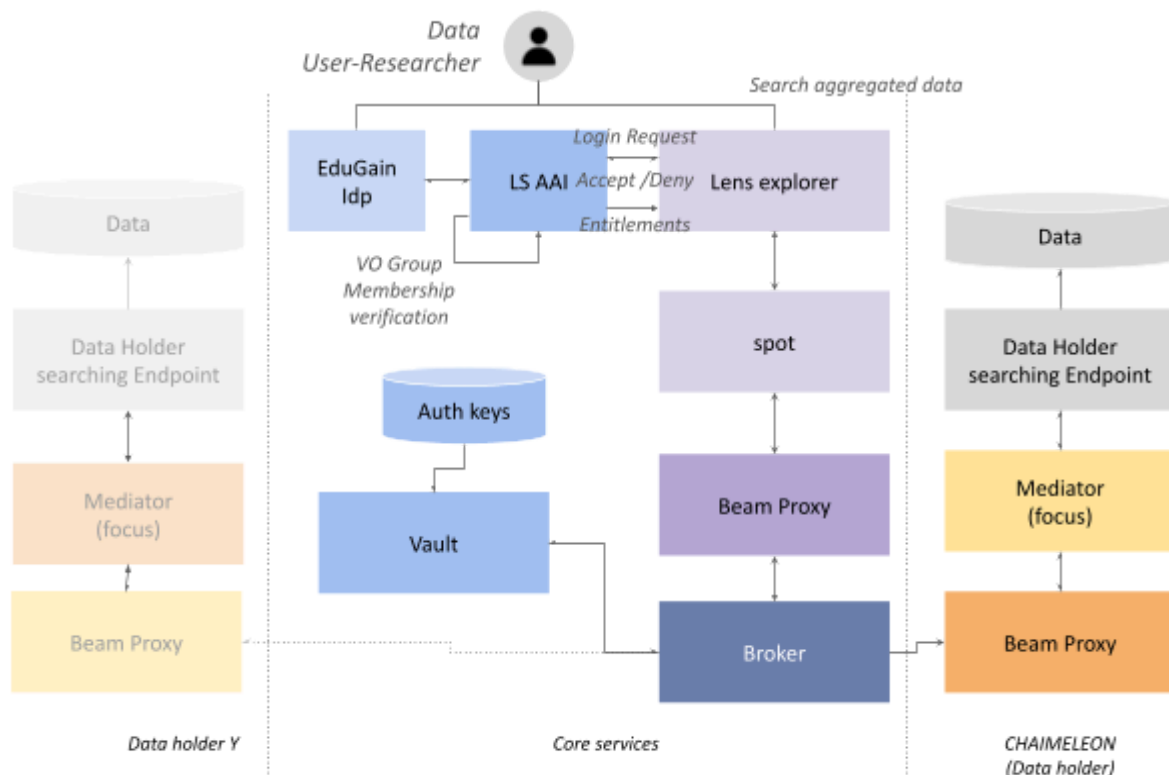 Data
User-Researcher
Search aggregated data
EduGain
Idp
LS AAI
Login Request
Accept /Deny
Entitlements
Lens explorer
VO Group
Membership
verification
Data
Data Holder
searching Endpoint
Mediator
(focus)
Beam Proxy
Auth keys
Vault
spot
Beam Proxy
Broker
Data
Data Holder
searching Endpoint
Mediator
(focus)
Beam Proxy
Data holder Y
Core services
CHAIMELEON
(Data holder)